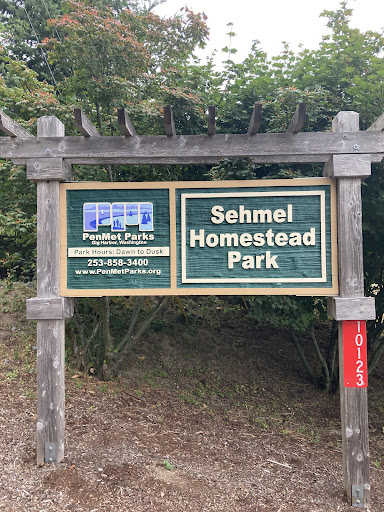 PenMet Parks
Gig Harbor, Washington
Park Hours: Dawn to Dusk
253-858-3400
www.PenMetParks.org
Sehmel
Homestead
Park
10123